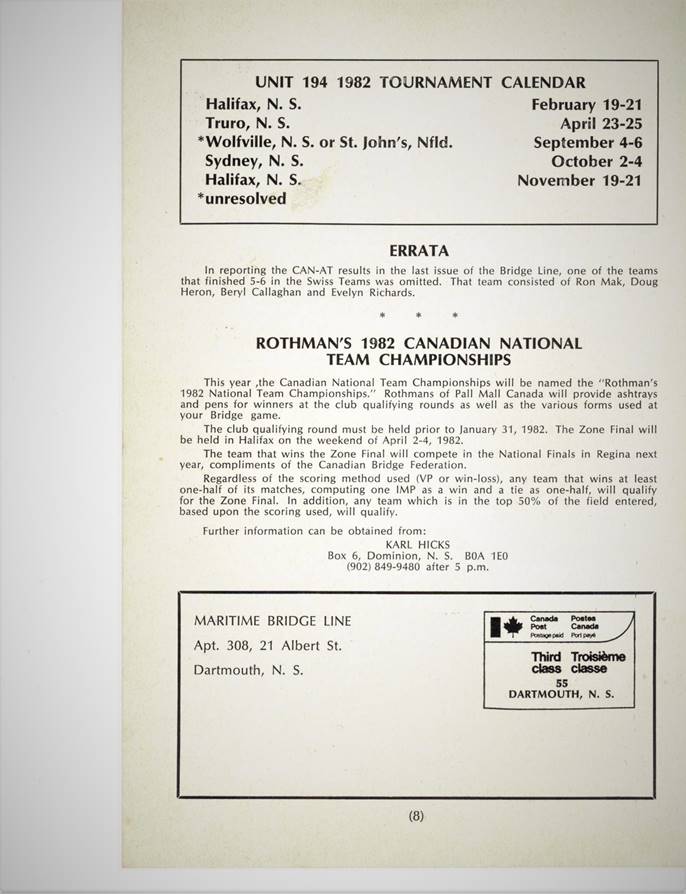 UNIT 194 1982 TOURNAMENT CALENDAR
Halifax, N. S. February 19-21
Truro, N. S. April 23-25
*Wolfville, N. S. or St. John's, Nfld. September 4-6
Sydney, N. S. October 2-4
Halifax, N. S. November 19-21
*unresolved
ERRATA
In reporting the CAN-AT results in the last issue of the Bridge Line, one of the teams
that finished 5-6 in the Swiss Teams was omitted. That team consisted of Ron Mak, Doug
Heron, Beryl Callaghan and Evelyn Richards.
* * *
ROTHMAN'S 1982 CANADIAN NATIONAL
TEAM CHAMPIONSHIPS
This year ,the Canadian National Team Championships will be named the "Rothman's
1982 National Team Championships." Rothmans of Pall Mall Canada will provide ashtrays
and pens for winners at the club qualifying rounds as well as the various forms used at
your Bridge game.
The club qualifying round must be held prior to January 31, 1982. The Zone Final will
be held in Halifax on the weekend of April 2-4, 1982.
The team that wins the Zone Final will compete in the National Finals in Regina next
year, compliments of the Canadian Bridge Federation.
Regardless of the scoring method used (VP or win-loss), any team that wins at least
one-half of its matches, computing one IMP as a win and a tie as one-half, will qualify
for the Zone Final. In addition, any team which is in the top 50% of the field entered,
based upon the scoring used, will qualify.
Further information can be obtained from:
KARL HICKS
Box 6, Dominion, N. S. B0A 1E0
(902) 849-9480 after 5 p.m.
MARITIME BRIDGE LINE
Apt. 308, 21 Albert St.
Dartmouth, N. S.
Canada Postes
Post Canada
Postage paid Port payé
Third Troisième
class classe
55
DARTMOUTH, N. S.
(8)